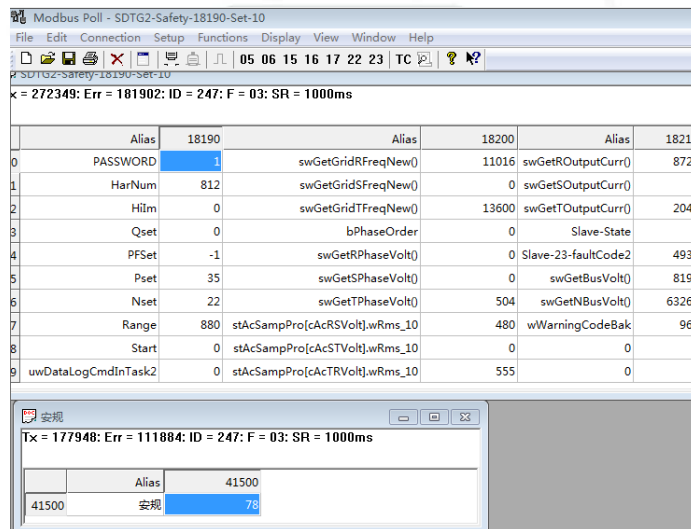 Modbus Poll - SDTG2-Safety-18190-Set-10
File Edit Connection Setup Functions Display View Window Help
05 06 15 16 17 22 23 TC
SDTG2-Safety-18190-Set-10
= 272349: Err = 181902: ID = 247: F = 03: SR = 1000ms
Alias 18190 Alias 18200 Alias 1821
0 PASSWORD 1 swGetGridRFreqNew() 11016 swGetROutputCurr() 872
1 HarNum 812 swGetGridSFreqNew() 0 swGetSOutputCurr()
2 HiIm 0 swGetGridTFreqNew() 13600 swGetTOutputCurr() 204
3 Qset 0 bPhaseOrder 0 Slave-State
4 PFSet -1 swGetRPhaseVolt() 0 Slave-23-faultCode2 493
5 Pset 35 swGetSPhaseVolt() 0 swGetBusVolt() 819
6 Nset 22 swGetTPhaseVolt() 504 swGetNBusVolt() 6326
7 Range 880 stAcSampPro[cAcRSVolt].wRms_10 480 wWarningCodeBak 96
8 Start 0 stAcSampPro[cAcSTVolt].wRms_10 0 0
9 uwDataLogCmdInTask2 0 stAcSampPro[cAcTRVolt].wRms_10 555 0
安规
Tx = 177948: Err = 111884: ID = 247: F = 03: SR = 1000ms
Alias 41500
41500 安规 78